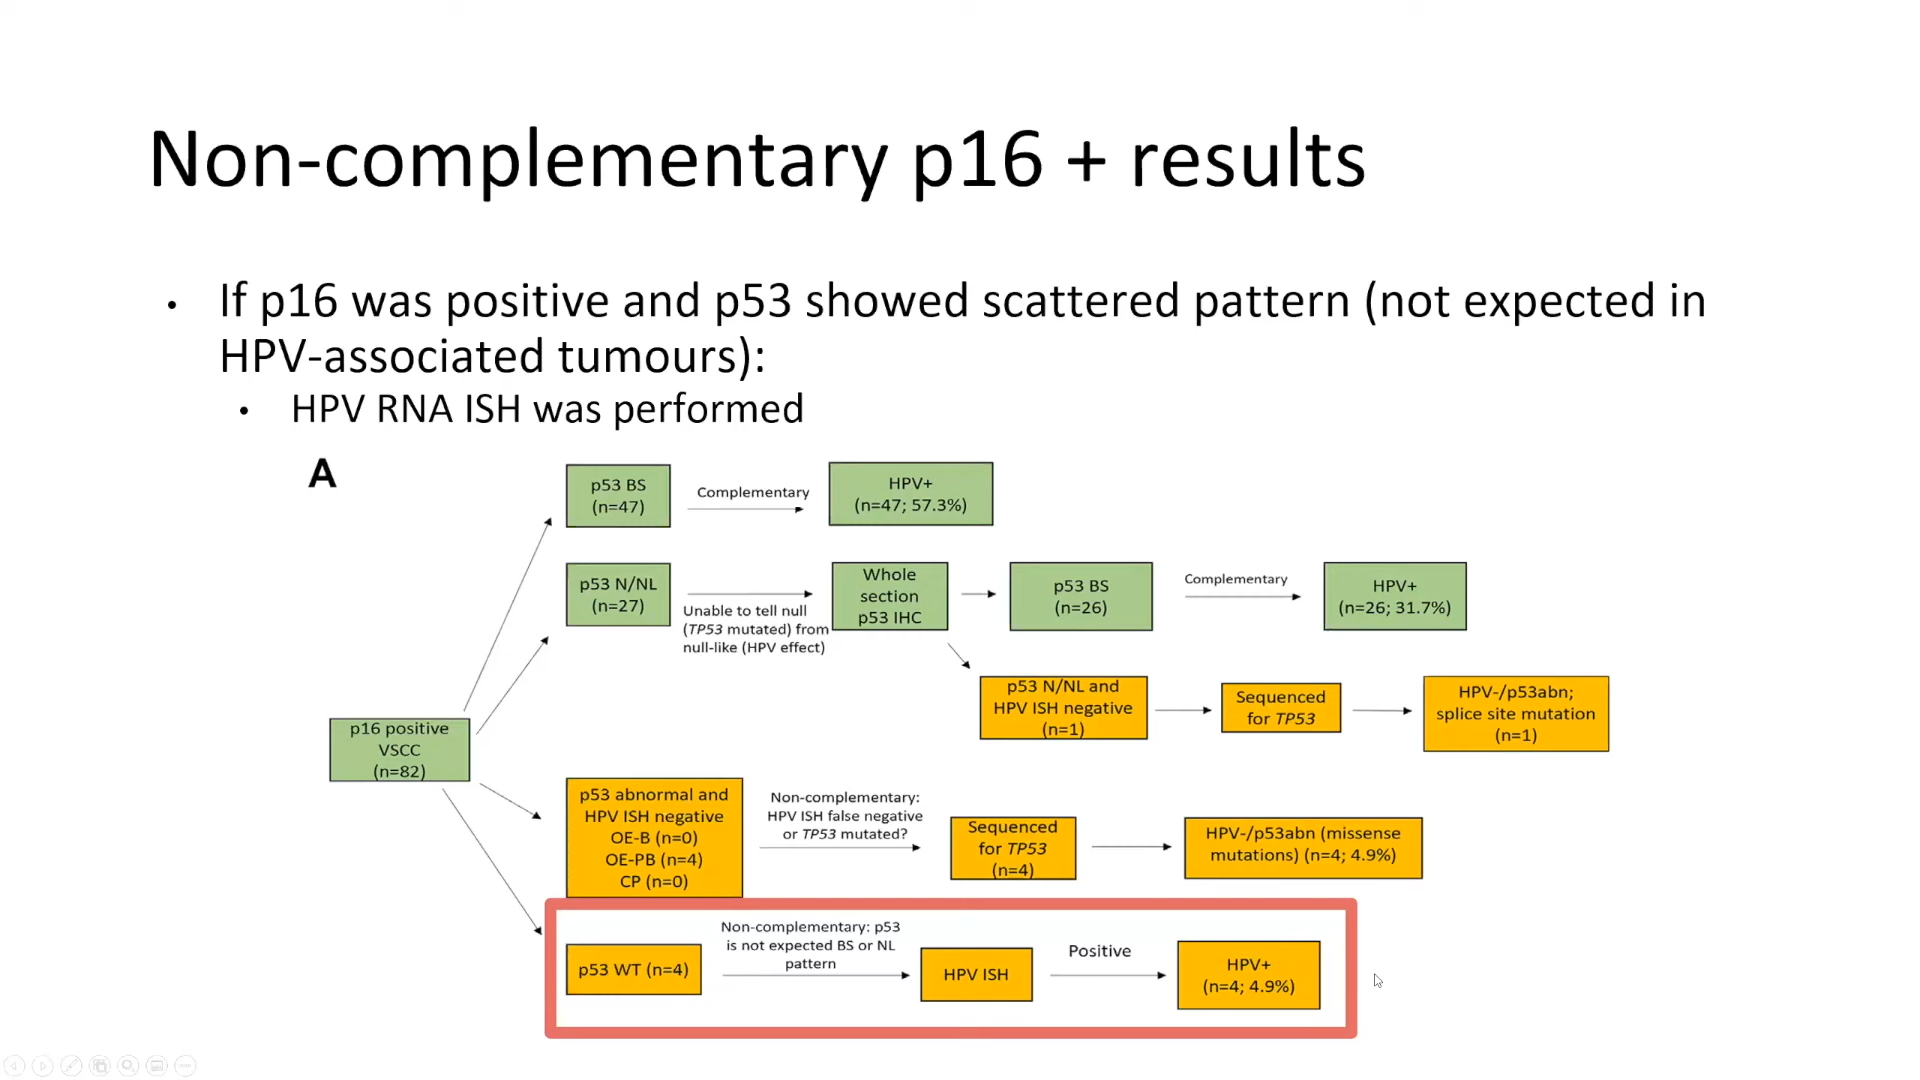 Non-complementary p16 + results
• If p16 was positive and p53 showed scattered pattern (not expected in
HPV-associated tumours):
• HPV RNA ISH was performed
A
p53 BS
(n=47)
Complementary
HPV+
(n=47; 57.3%)
p53 N/NL
(n=27)
Unable to tell null
(TP53 mutated) from
null-like (HPV effect)
Whole
section
p53 IHC
p53 BS
(n=26)
Complementary
HPV+
(n=26; 31.7%)
p53 N/NL and
HPV ISH negative
(n=1)
Sequenced
for TP53
HPV-/p53abn;
splice site mutation
(n=1)
p16 positive
VSCC
(n=82)
p53 abnormal and
HPV ISH negative
OE-B (n=0)
OE-PB (n=4)
CP (n=0)
Non-complementary:
HPV ISH false negative
or TP53 mutated?
Sequenced
for TP53
(n=4)
HPV-/p53abn (missense
mutations) (n=4; 4.9%)
p53 WT (n=4)
Non-complementary: p53
is not expected BS or NL
pattern
HPV ISH
Positive
HPV+
(n=4; 4.9%)